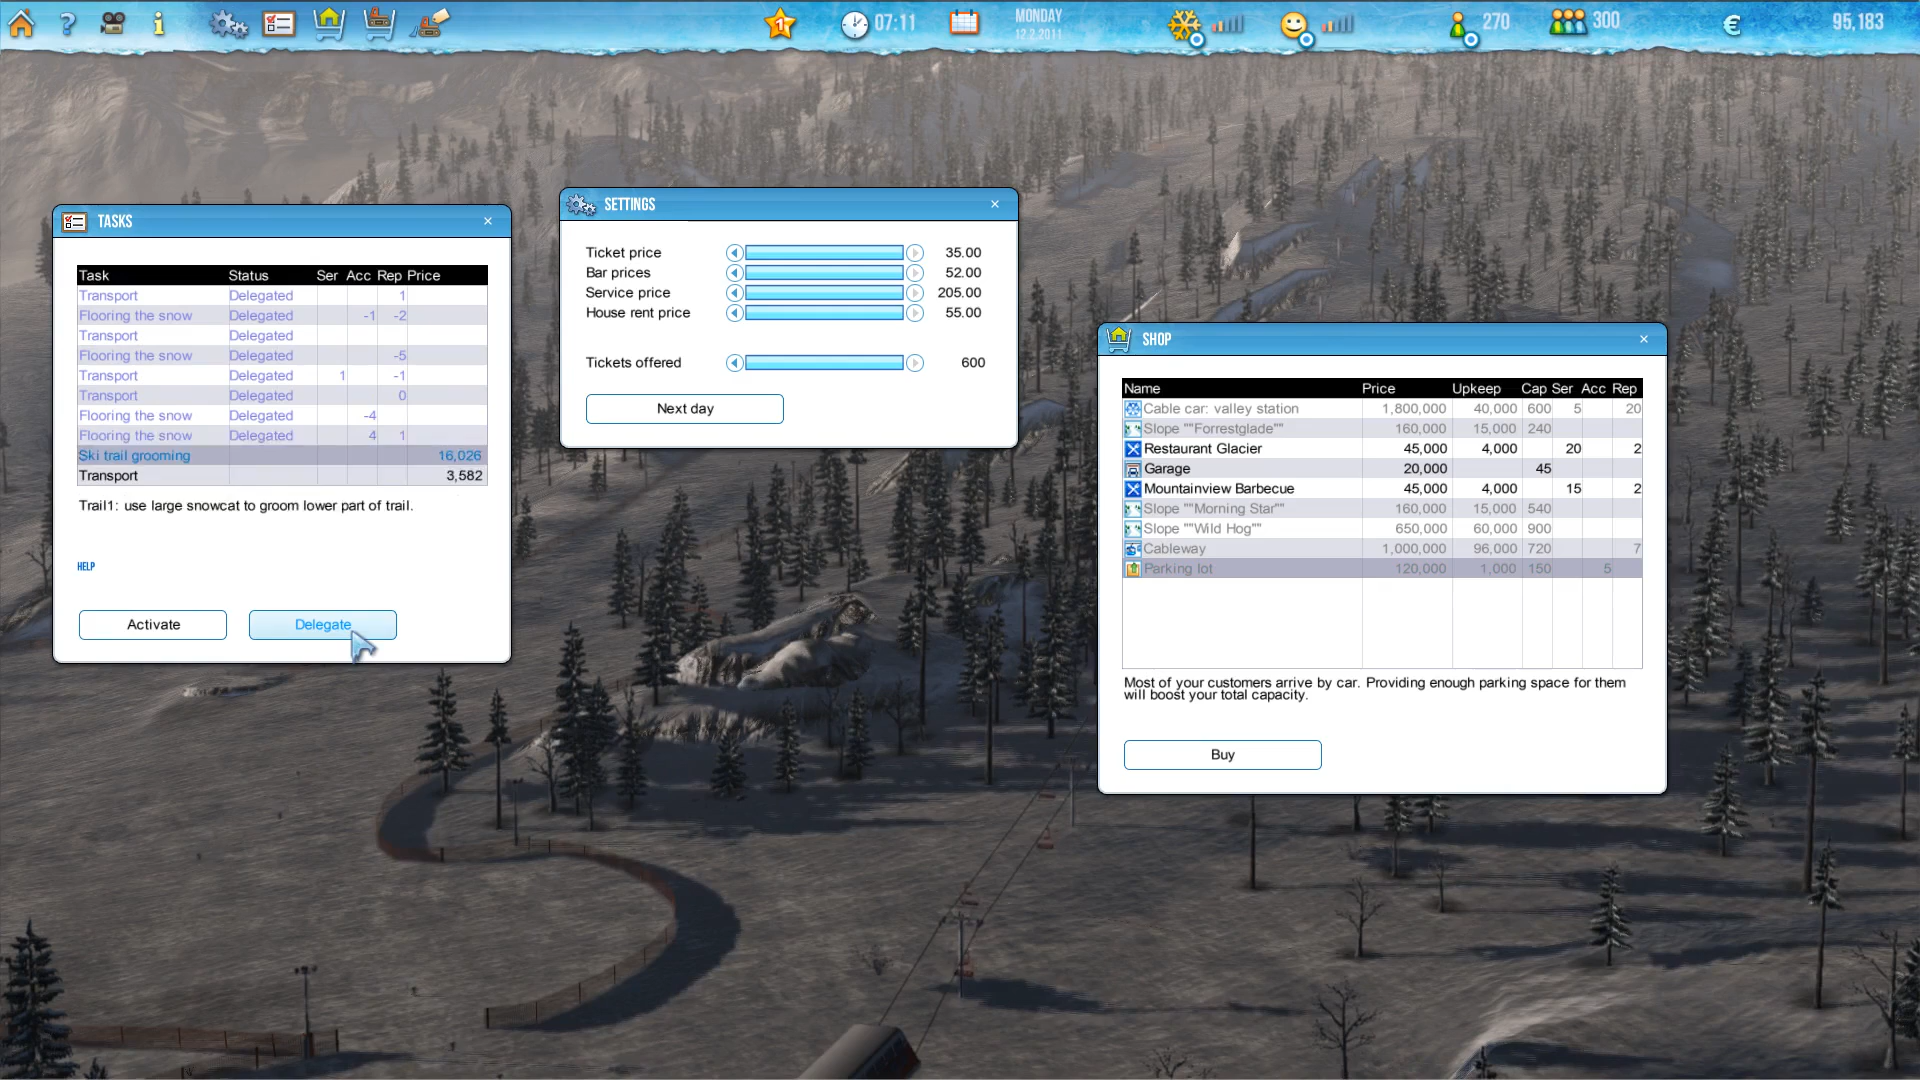 1
07:11
MONDAY
12.2.2011
270
300
€
95,183
TASKS
Task Status Ser Acc Rep Price
Transport Delegated 1
Flooring the snow Delegated -1 -2
Transport Delegated
Flooring the snow Delegated -5
Transport Delegated 1 -1
Transport Delegated 0
Flooring the snow Delegated -4
Flooring the snow Delegated 4 1
Ski trail grooming 16,026
Transport 3,582
Trail1: use large snowcat to groom lower part of trail.
HELP
Activate Delegate
SETTINGS
Ticket price 35.00
Bar prices 52.00
Service price 205.00
House rent price 55.00
Tickets offered 600
Next day
SHOP
Name Price Upkeep Cap Ser Acc Rep
Cable car: valley station 1,800,000 40,000 600 5 20
Slope ""Forrestglade"" 160,000 15,000 240
Restaurant Glacier 45,000 4,000 20 2
Garage 20,000 45
Mountainview Barbecue 45,000 4,000 15 2
Slope ""Morning Star"" 160,000 15,000 540
Slope ""Wild Hog"" 650,000 60,000 900
Cableway 1,000,000 96,000 720 7
Parking lot 120,000 1,000 150 5
Most of your customers arrive by car. Providing enough parking space for them
will boost your total capacity.
Buy